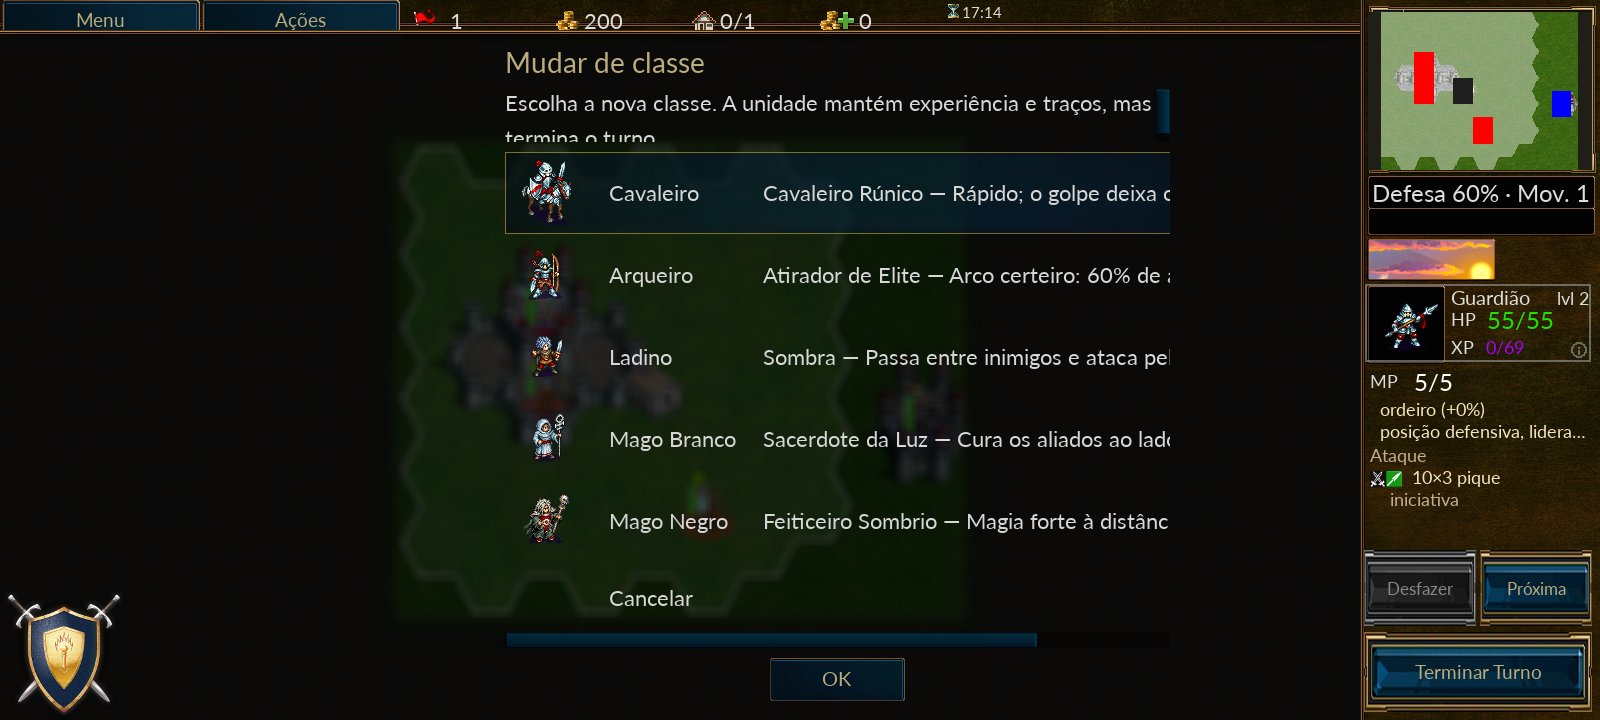 Menu
Ações
1
200
0/1
0
17:14
Mudar de classe
Escolha a nova classe. A unidade mantém experiência e traços, mas
termina o turno
Cavaleiro
Cavaleiro Rúnico — Rápido; o golpe deixa
Arqueiro
Atirador de Elite — Arco certeiro: 60% de
Ladino
Sombra — Passa entre inimigos e ataca
Mago Branco
Sacerdote da Luz — Cura os aliados ao
Mago Negro
Feiticeiro Sombrio — Magia forte à
Cancelar
OK
Defesa 60% · Mov. 1
Guardião lvl 2
HP 55/55
XP 0/69
MP 5/5
ordeiro (+0%)
posição defensiva, lidera...
Ataque
10×3 pique
iniciativa
Desfazer
Próxima
Terminar Turno